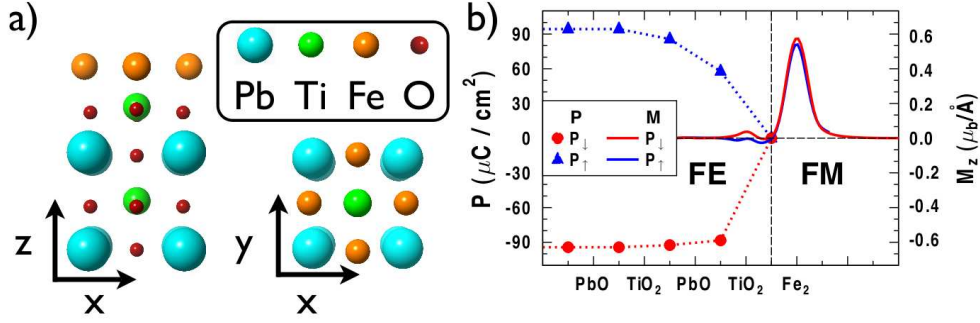 a)
Pb Ti Fe O
z
x
y
x
b)
P (μC / cm²)
90
60
30
0
-30
-60
-90
P M
P↓ P↓
P↑ P↑
FE
FM
0.6
0.4
0.2
0.0
0.2
0.4
0.6
M_z (μ_b/Å)
PbO TiO₂ PbO TiO₂ Fe₂